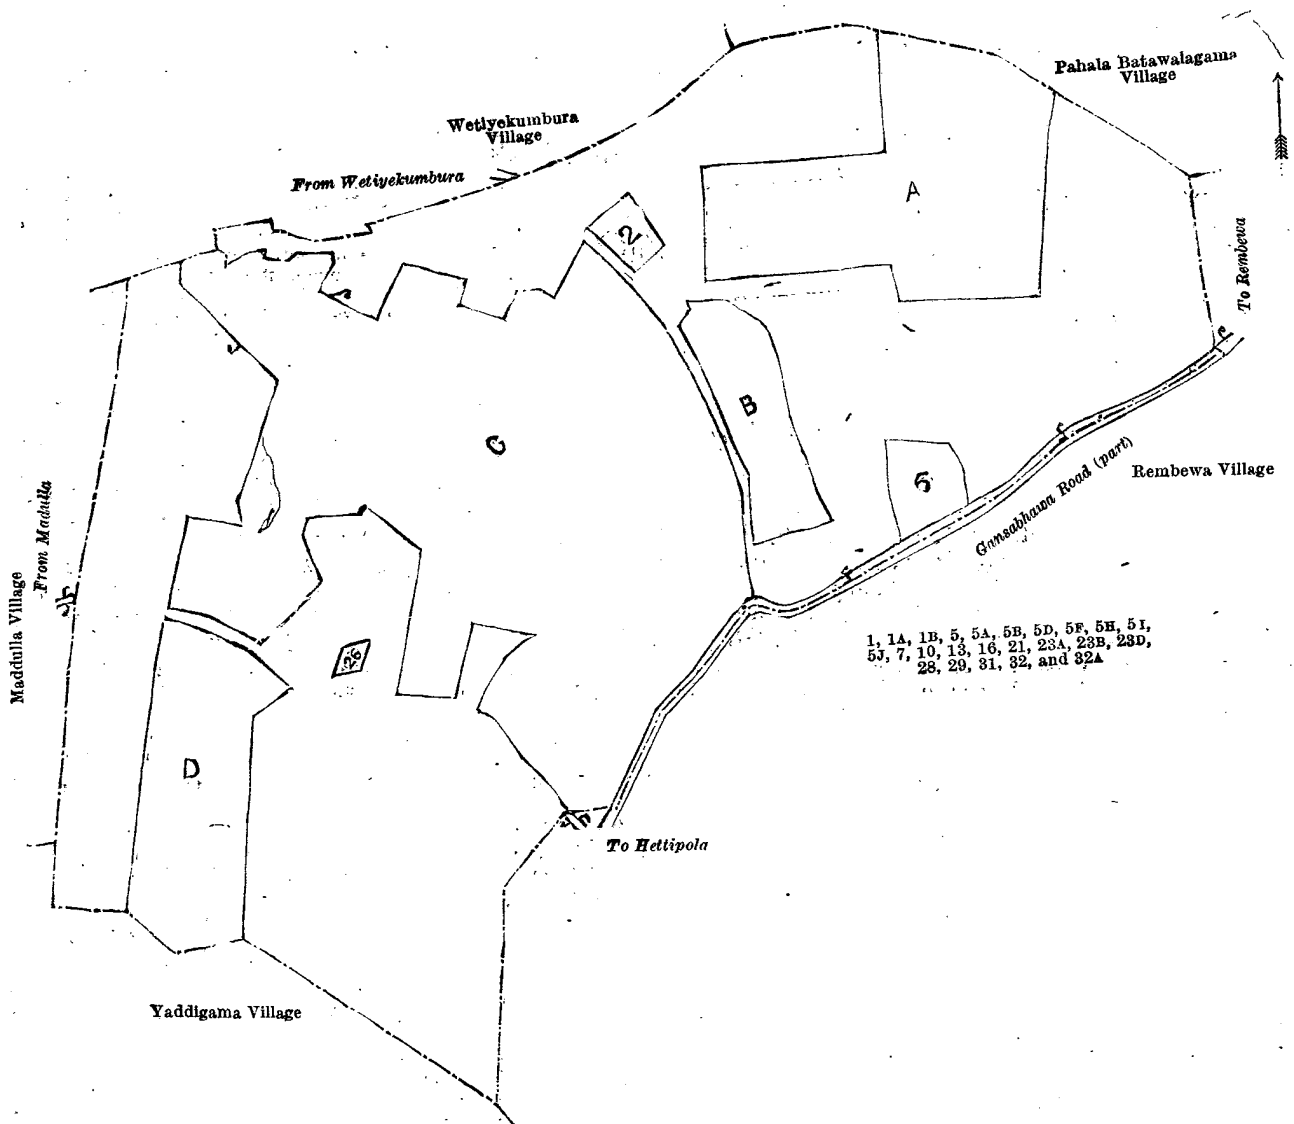 Pahala Batawalagama
Village
Wetiyekumbura
Village
From Wetiyekumbura
A
2
To Rembewa
B
C
5
Gansabhawa Road (part)
Rembewa Village
From Madulla
Maddulla Village
1, 1A, 1B, 5, 5A, 5B, 5D, 5F, 5H, 5I,
5J, 7, 10, 13, 16, 21, 23A, 23B, 23D,
28, 29, 31, 32, and 32A
26
D
To Hettipola
Yaddigama Village